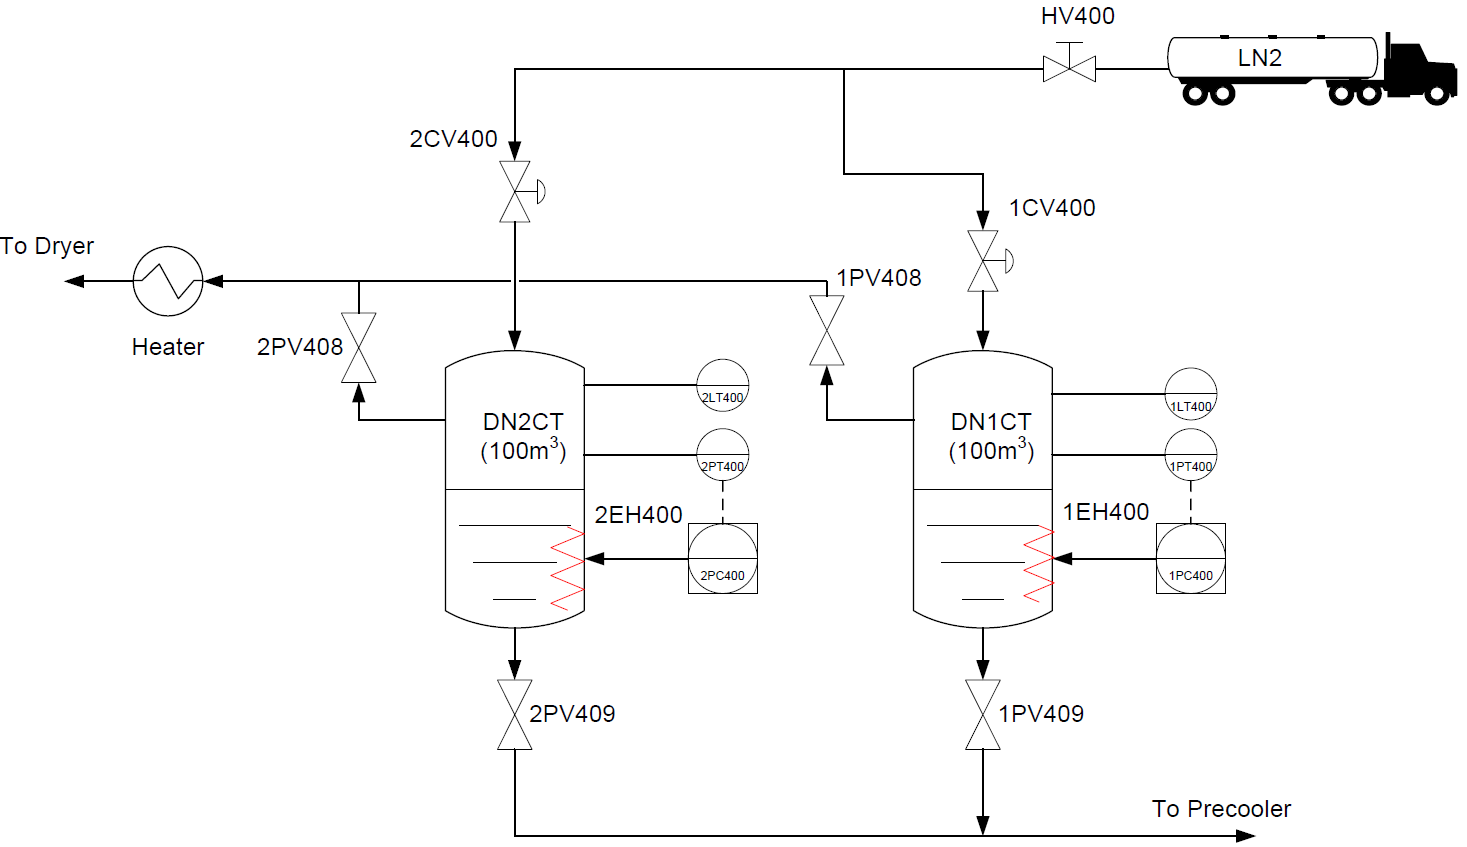 HV400
LN2
2CV400
1CV400
To Dryer
1PV408
Heater
2PV408
2LT400
1LT400
DN2CT
(100m³)
DN1CT
(100m³)
2PT400
1PT400
2EH400
1EH400
2PC400
1PC400
2PV409
1PV409
To Precooler